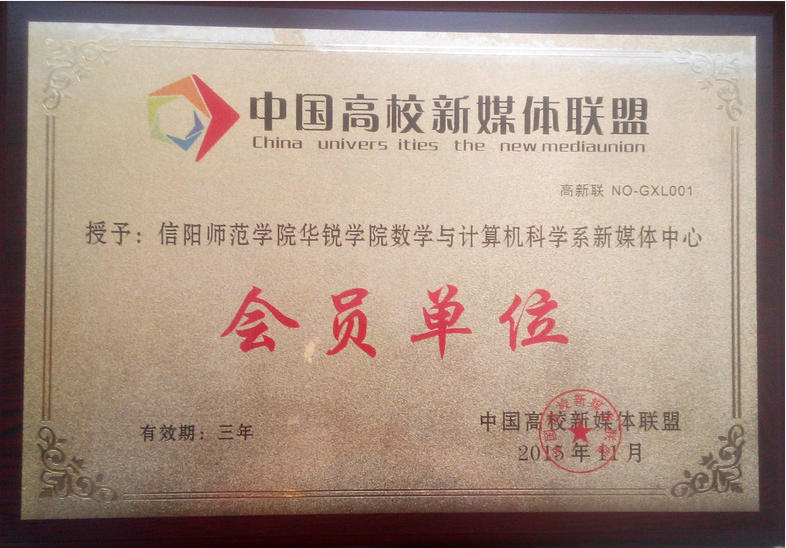 中国高校新媒体联盟
China univers ities the new mediaunion
高新联 NO-GXL001
授予：信阳师范学院华锐学院数学与计算机科学系新媒体中心
会员单位
有效期：三年
中国高校新媒体联盟
2015年11月